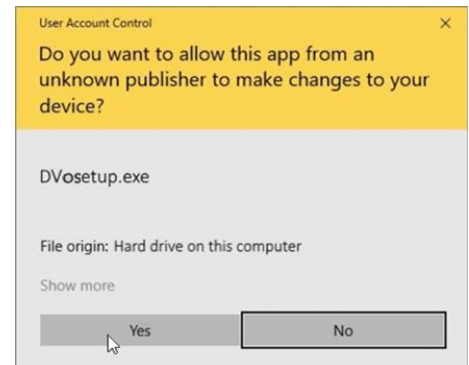 User Account Control
Do you want to allow this app from an
unknown publisher to make changes to your
device?
DVosetup.exe
File origin: Hard drive on this computer
Show more
Yes
No